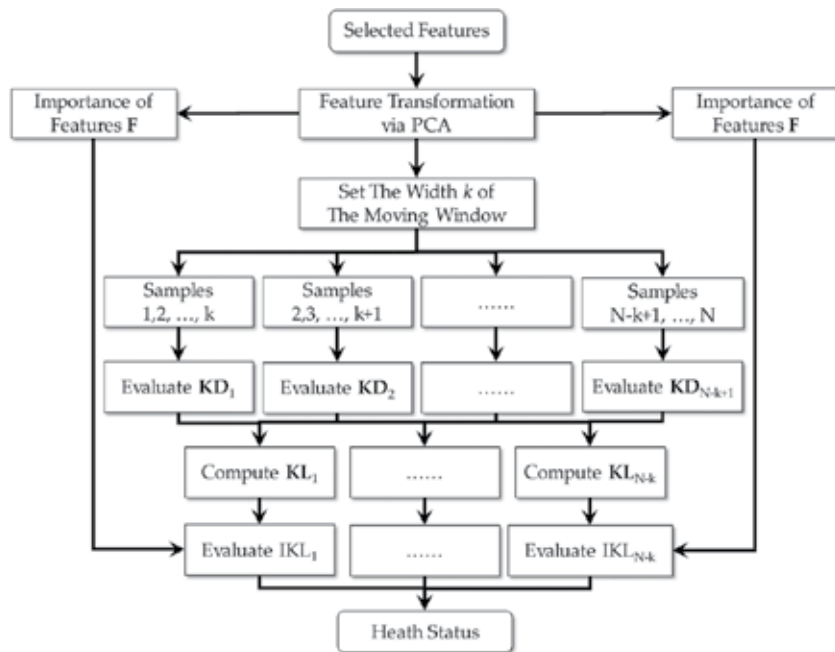 Selected Features
Importance of
Features F
Feature Transformation
via PCA
Importance of
Features F
Set The Width k of
The Moving Window
Samples
1,2, ..., k
Samples
2,3, ..., k+1
......
Samples
N-k+1, ..., N
Evaluate KD1
Evaluate KD2
......
Evaluate KDN-k+1
Compute KL1
......
Compute KLN-k
Evaluate IKL1
......
Evaluate IKLN-k
Heath Status